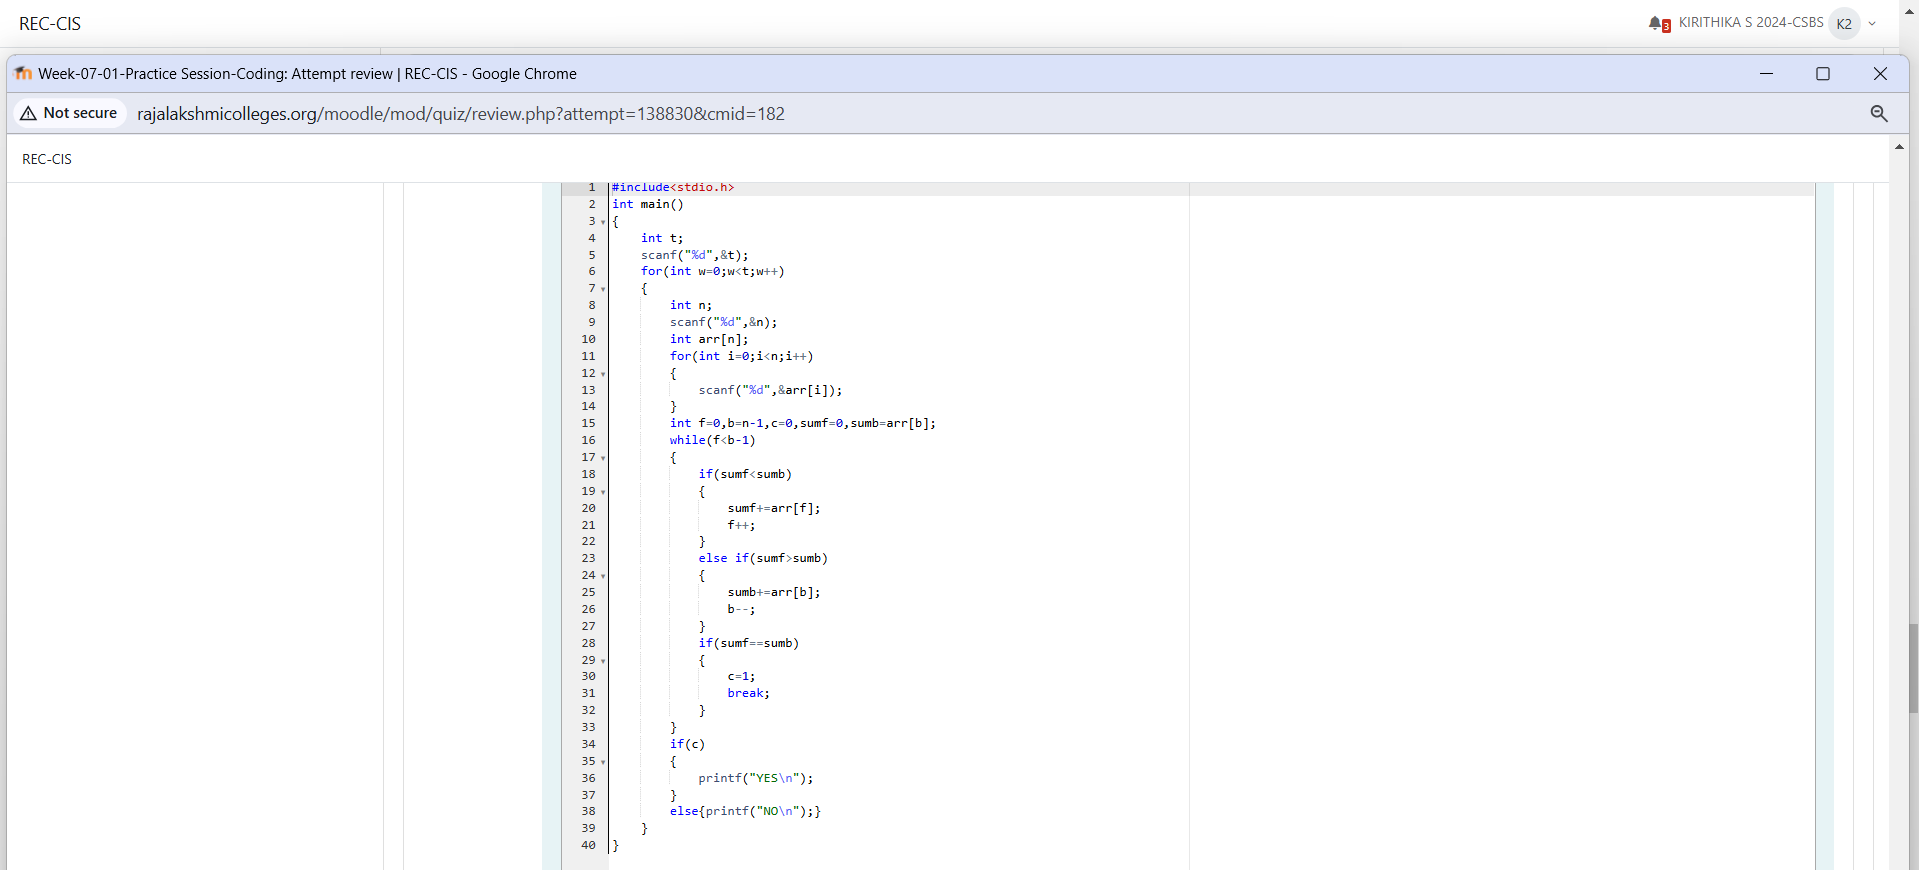 REC-CIS
3 KIRITHIKA S 2024-CSBS K2
Week-07-01-Practice Session-Coding: Attempt review | REC-CIS - Google Chrome
Not secure rajalakshmicolleges.org/moodle/mod/quiz/review.php?attempt=138830&cmid=182
REC-CIS
1 #include<stdio.h>
2 int main()
3 {
4 int t;
5 scanf("%d",&t);
6 for(int w=0;w<t;w++)
7 {
8 int n;
9 scanf("%d",&n);
10 int arr[n];
11 for(int i=0;i<n;i++)
12 {
13 scanf("%d",&arr[i]);
14 }
15 int f=0,b=n-1,c=0,sumf=0,sumb=arr[b];
16 while(f<b-1)
17 {
18 if(sumf<sumb)
19 {
20 sumf+=arr[f];
21 f++;
22 }
23 else if(sumf>sumb)
24 {
25 sumb+=arr[b];
26 b--;
27 }
28 if(sumf==sumb)
29 {
30 c=1;
31 break;
32 }
33 }
34 if(c)
35 {
36 printf("YES\n");
37 }
38 else{printf("NO\n");}
39 }
40 }